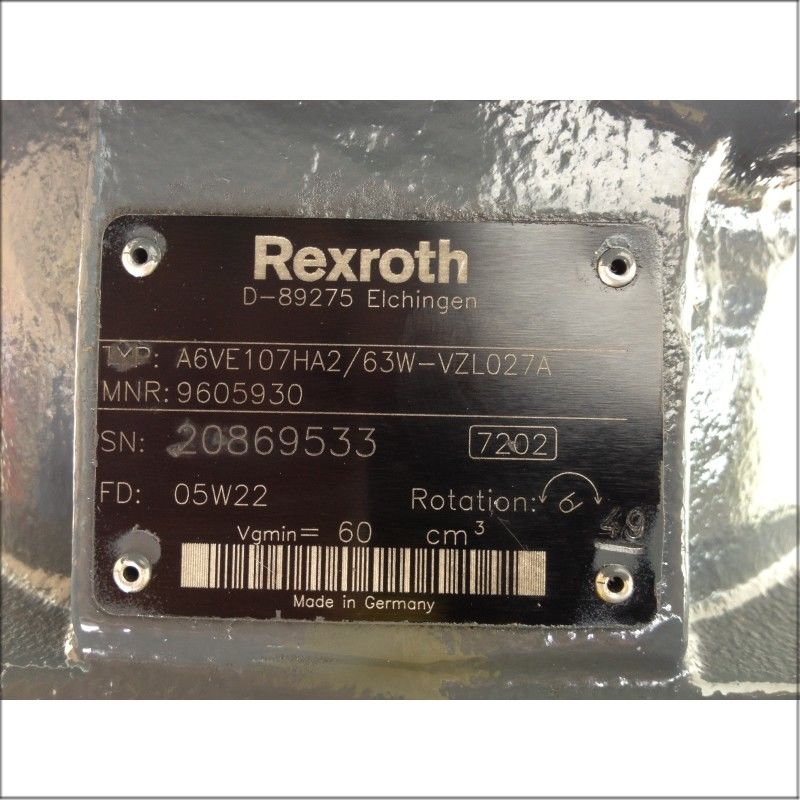 Rexroth
D-89275 Elchingen
TYP: A6VE107HA2/63W-VZL027A
MNR: 9605930
SN: 20869533 7202
FD: 05W22 Rotation:
49
Vgmin = 60 cm³
Made in Germany